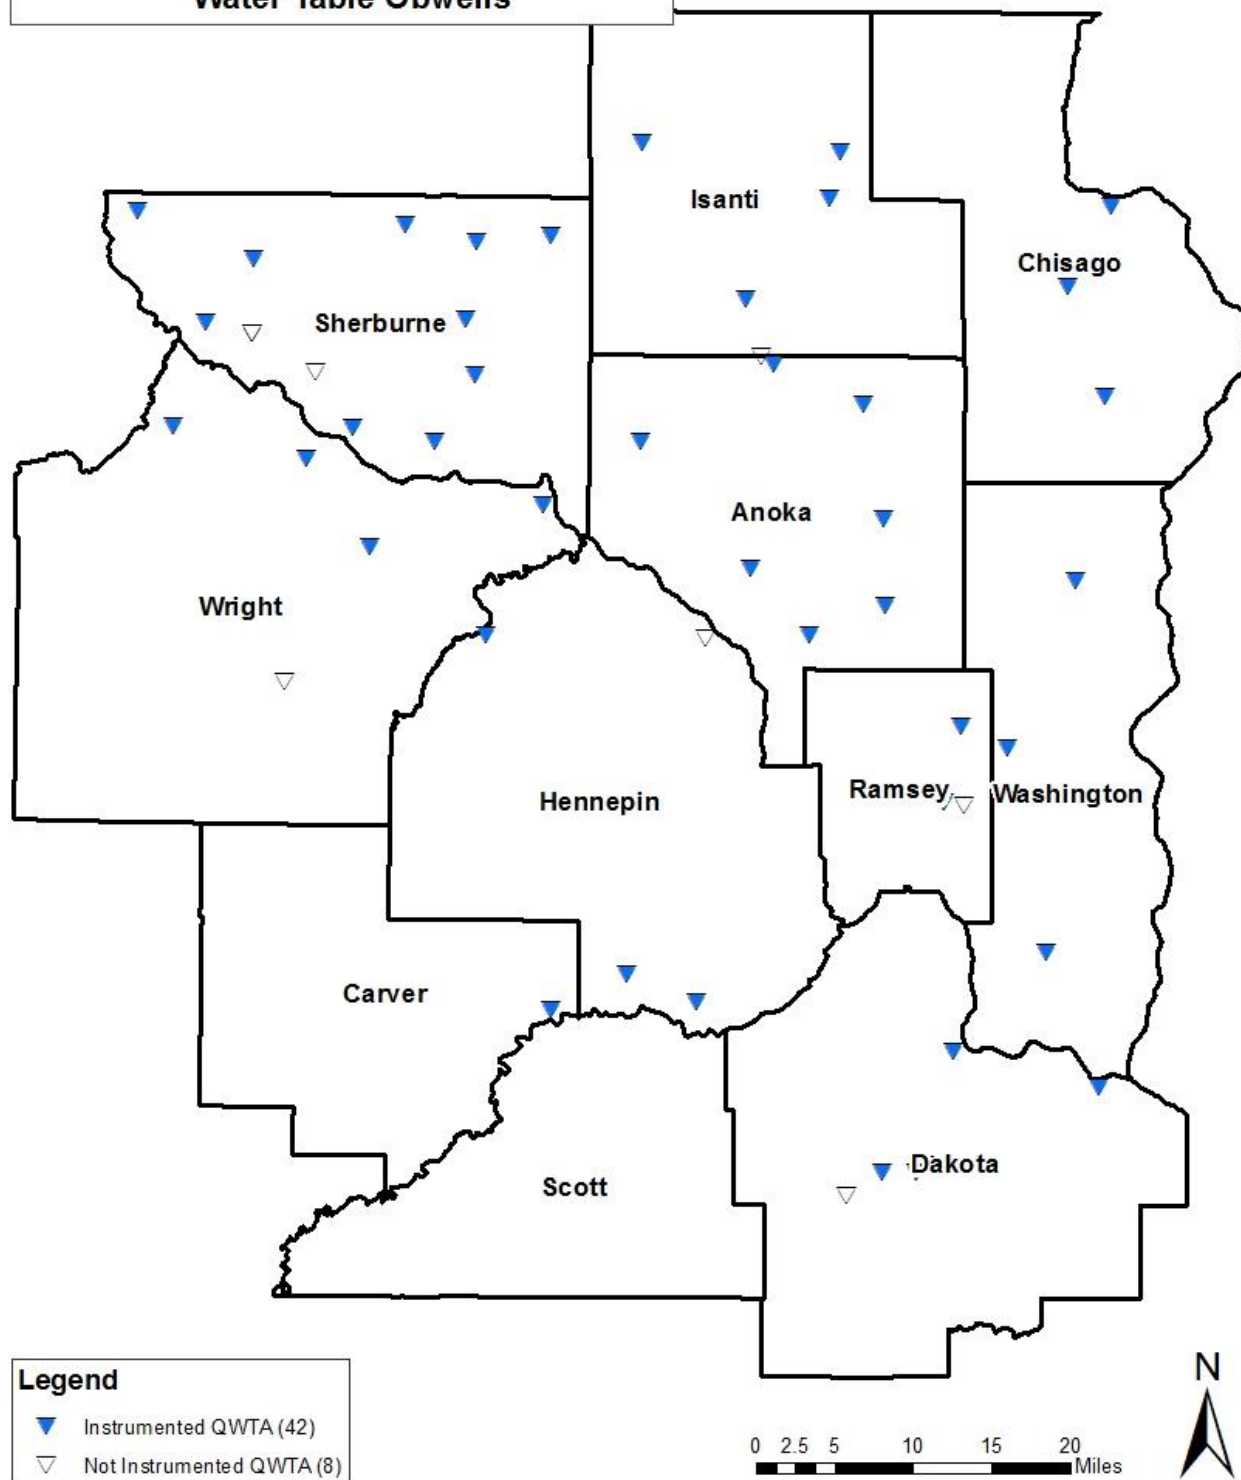 Water Table Obwells
Isanti
Chisago
Sherburne
Anoka
Wright
Ramsey
Washington
Hennepin
Carver
Dakota
Scott
Legend
Instrumented QWTA (42)
Not Instrumented QWTA (8)
N
0 2.5 5 10 15 20
Miles